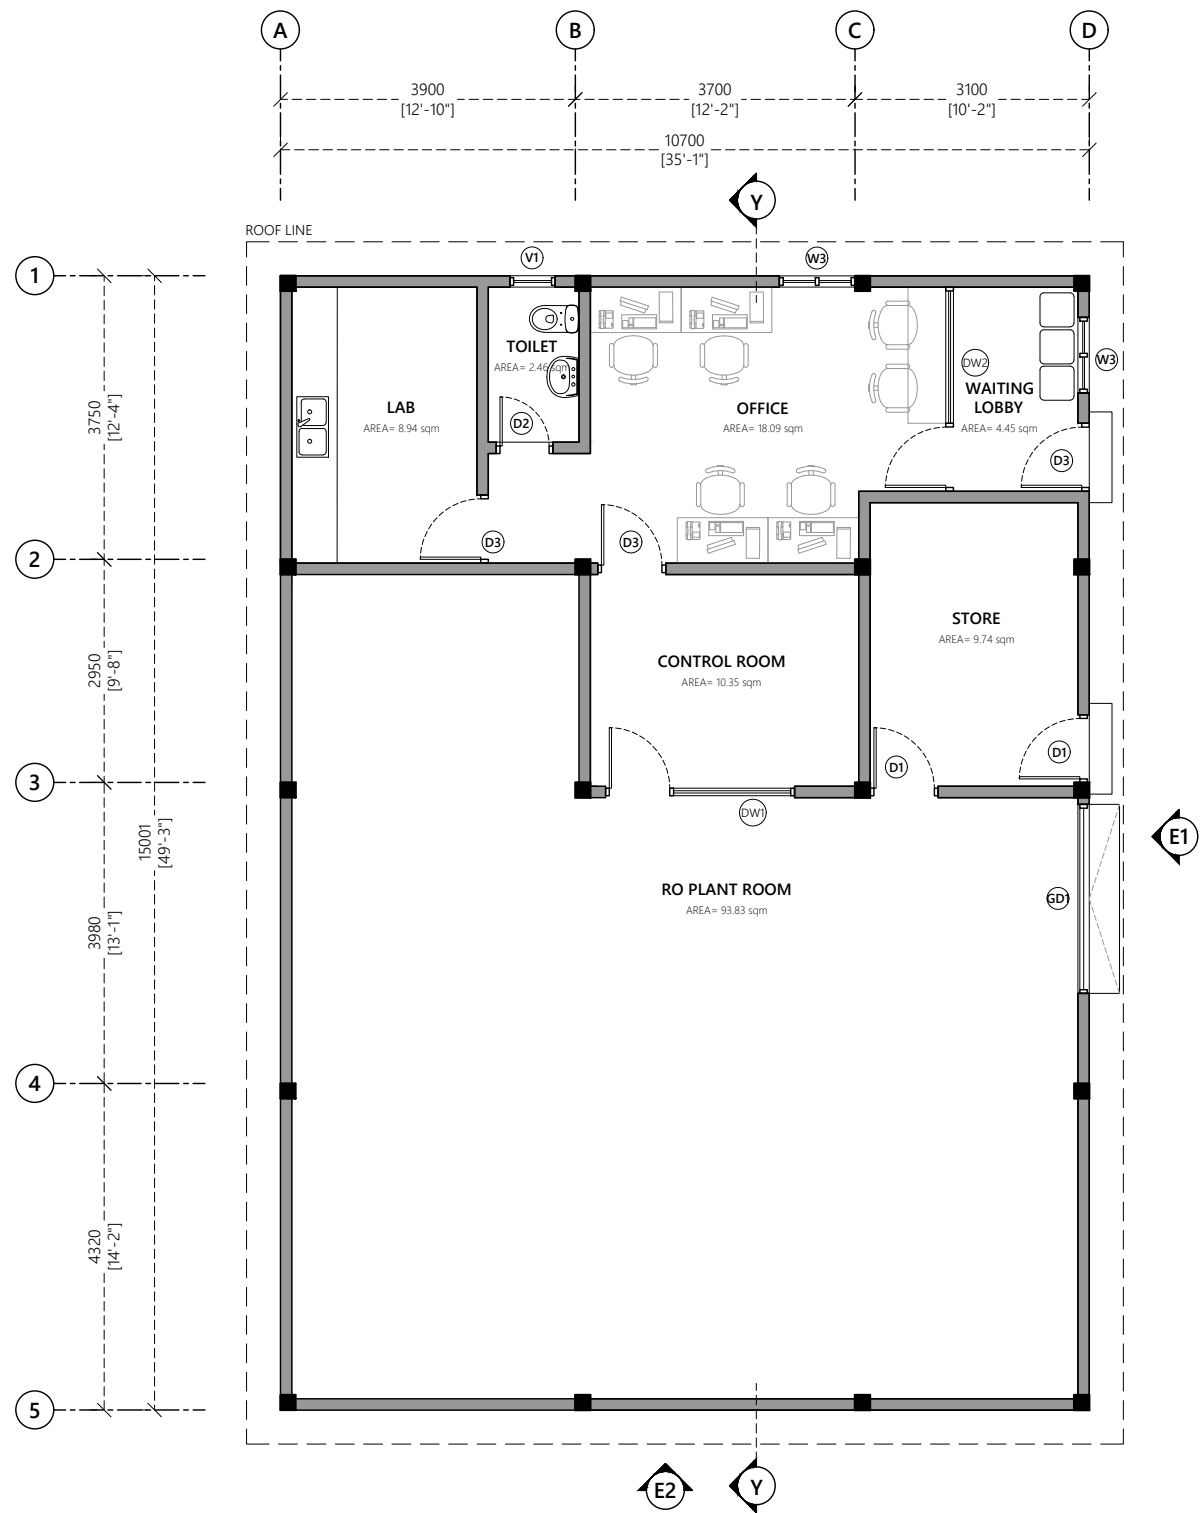 A
B
C
D
3900
[12'-10"]
3700
[12'-2"]
3100
[10'-2"]
10700
[35'-1"]
Y
ROOF LINE
1
V1
W3
TOILET
AREA= 2.46 sqm
DW2
W3
WAITING
LOBBY
AREA= 4.45 sqm
LAB
AREA= 8.94 sqm
OFFICE
AREA= 18.09 sqm
D2
D3
3750
[12'-4"]
D3
D3
2
STORE
AREA= 9.74 sqm
CONTROL ROOM
AREA= 10.35 sqm
2950
[9'-8"]
D1
D1
3
DW1
15001
[49'-3"]
E1
RO PLANT ROOM
AREA= 93.83 sqm
GD1
3980
[13'-1"]
4
4320
[14'-2"]
5
E2
Y